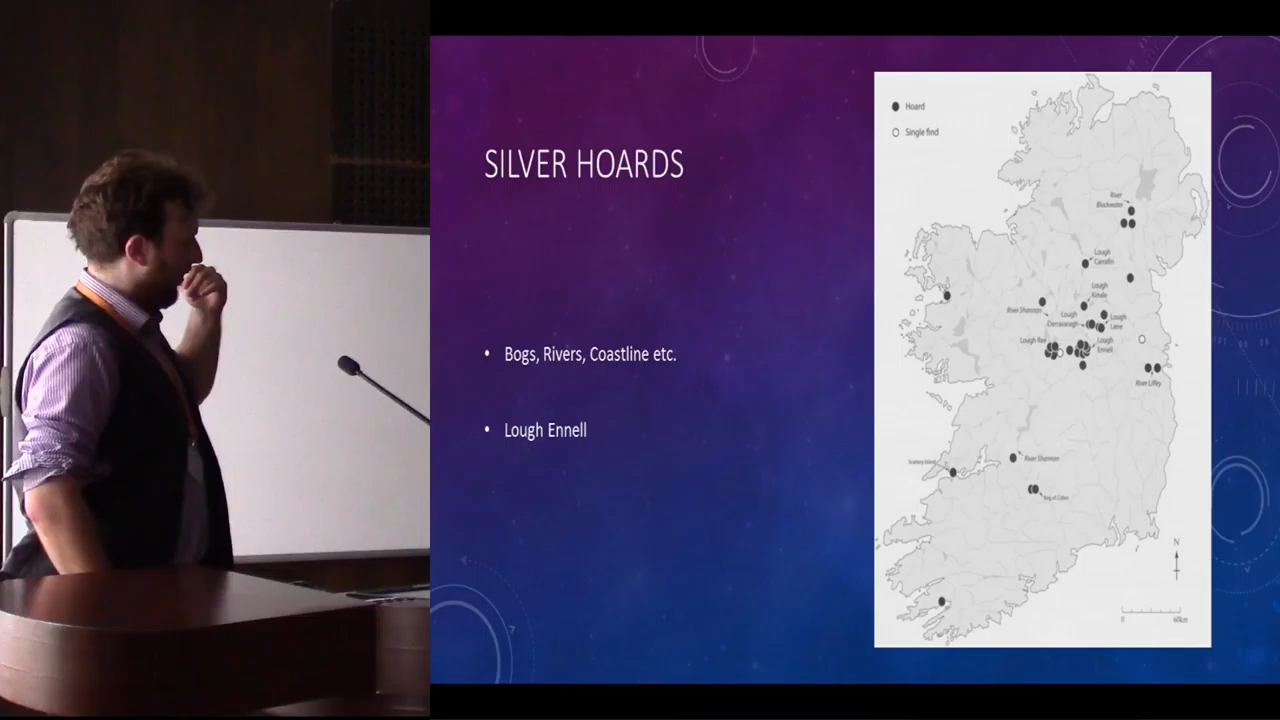 SILVER HOARDS
• Bogs, Rivers, Coastline etc.
• Lough Ennell
Hoard
Single find
River
Blackwater
Lough
Carrafin
Lough
Kinale
River Shannon
Lough
Derravaragh
Lough
Lene
Lough Ree
Lough
Ennell
River Liffey
Scattery Island
River Shannon
Bog of Cullen
N
0
60km